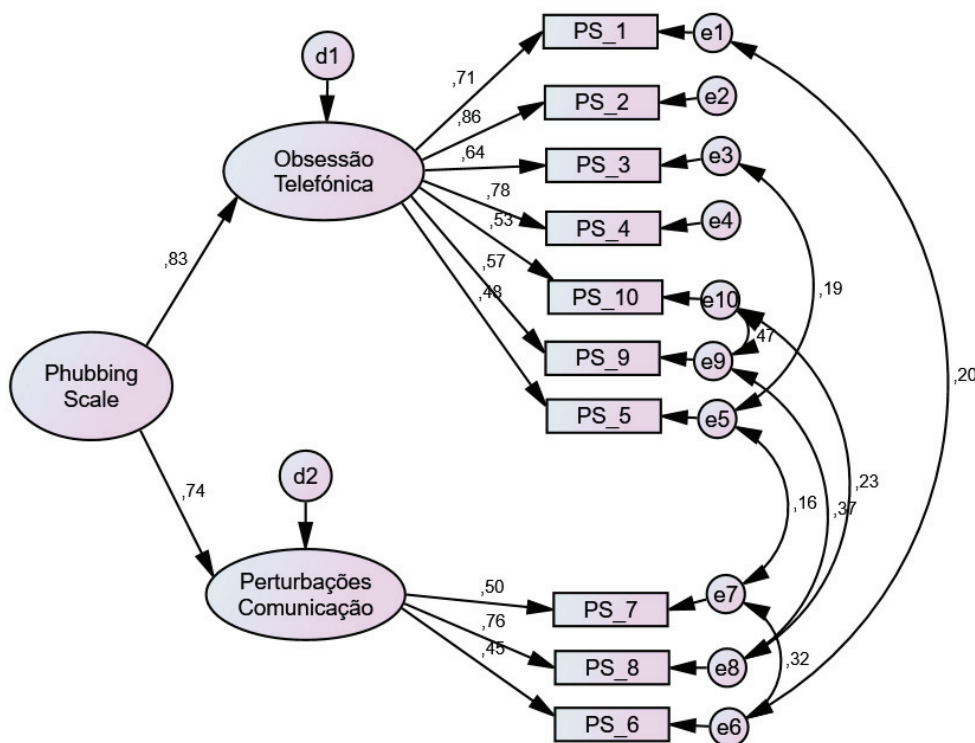 PS_1
e1
d1
,71
PS_2
e2
,86
Obsessão
Telefónica
,64
PS_3
e3
,78
PS_4
e4
,53
,83
,57
PS_10
e10
,19
,48
47
PS_9
e9
Phubbing
Scale
,20
PS_5
e5
,74
d2
,23
,16
,37
Perturbações
Comunicação
,50
PS_7
e7
,76
,45
PS_8
e8
,32
PS_6
e6